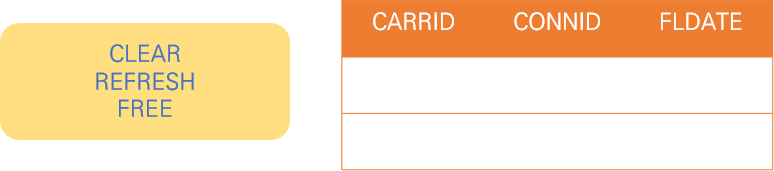 CLEAR
REFRESH
FREE
CARRID CONNID FLDATE